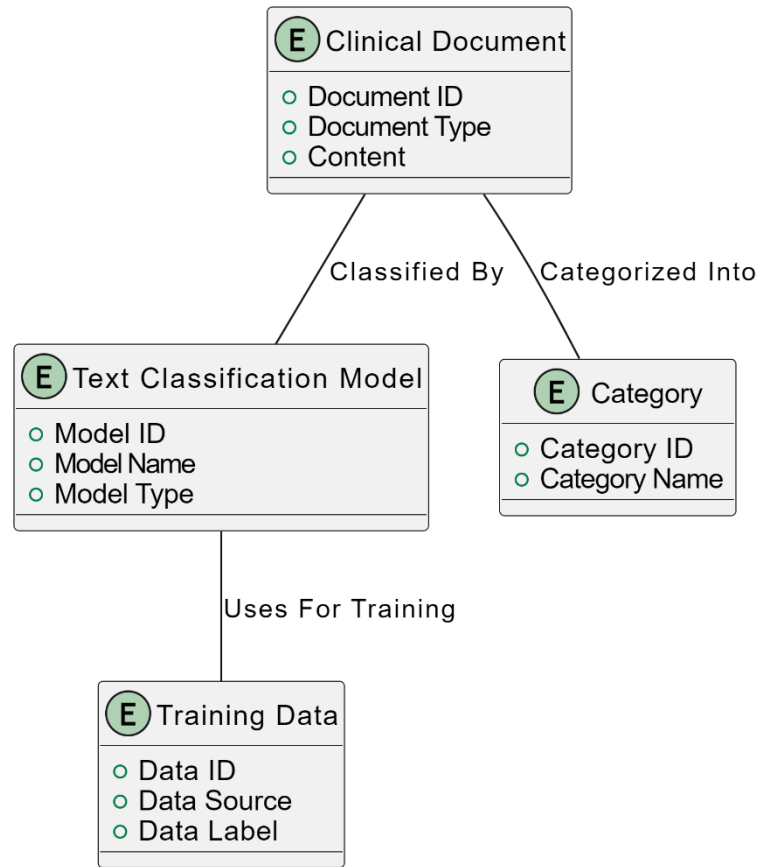 E Clinical Document
Document ID
Document Type
Content
Classified By
Categorized Into
E Text Classification Model
Model ID
Model Name
Model Type
E Category
Category ID
Category Name
Uses For Training
E Training Data
Data ID
Data Source
Data Label